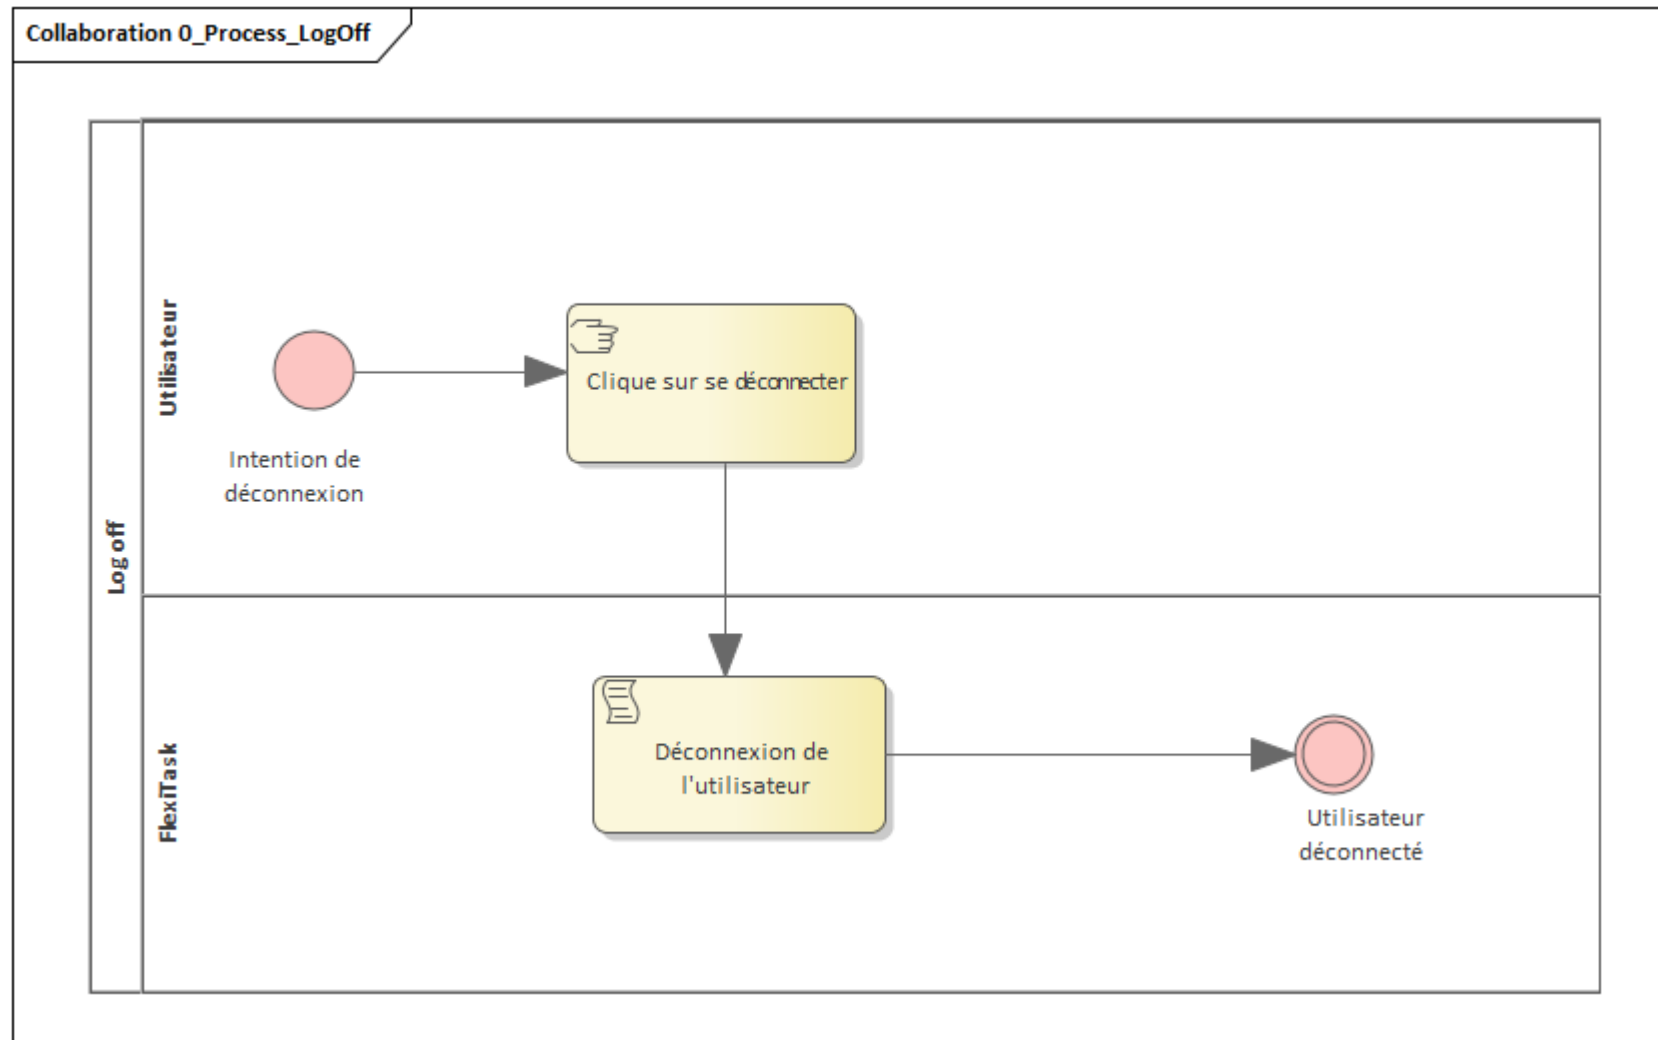 Collaboration 0_Process_LogOff
Log off
Utilisateur
Intention de
déconnexion
Clique sur se déconnecter
FlexiTask
Déconnexion de
l'utilisateur
Utilisateur
déconnecté